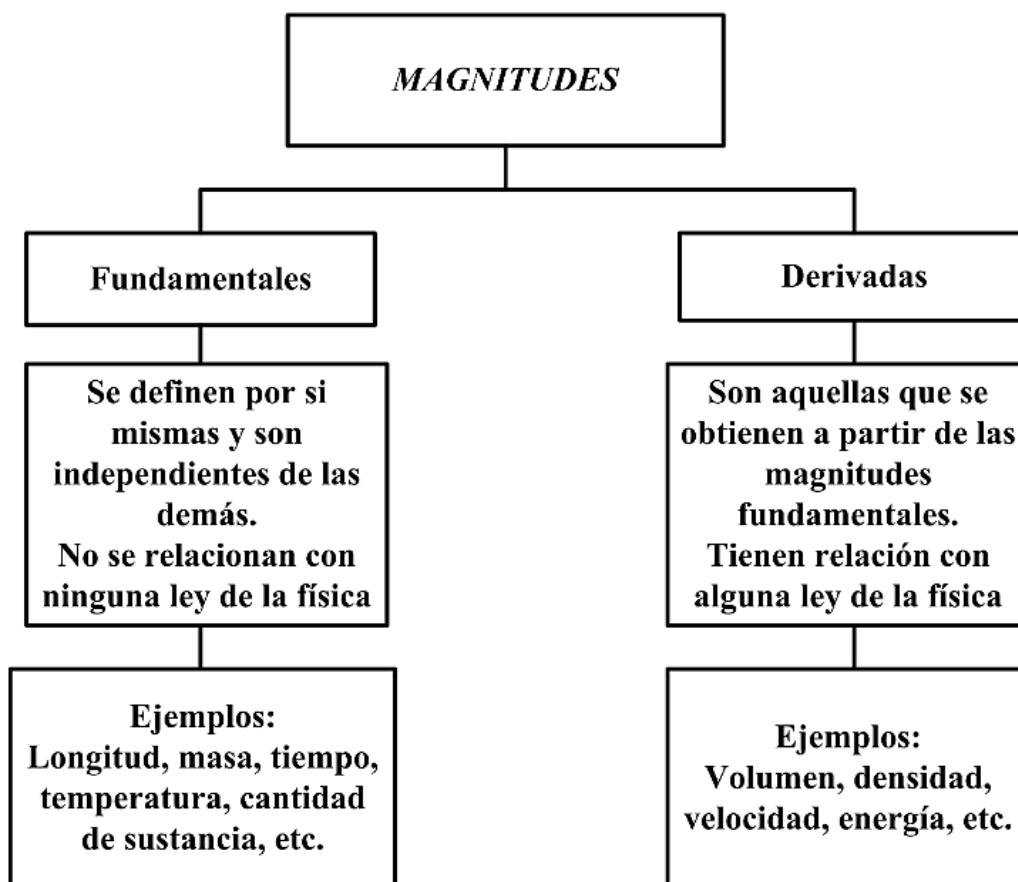 MAGNITUDES
Fundamentales
Derivadas
Se definen por si
mismas y son
independientes de las
demás.
No se relacionan con
ninguna ley de la física
Son aquellas que se
obtienen a partir de las
magnitudes
fundamentales.
Tienen relación con
alguna ley de la física
Ejemplos:
Longitud, masa, tiempo,
temperatura, cantidad
de sustancia, etc.
Ejemplos:
Volumen, densidad,
velocidad, energía, etc.